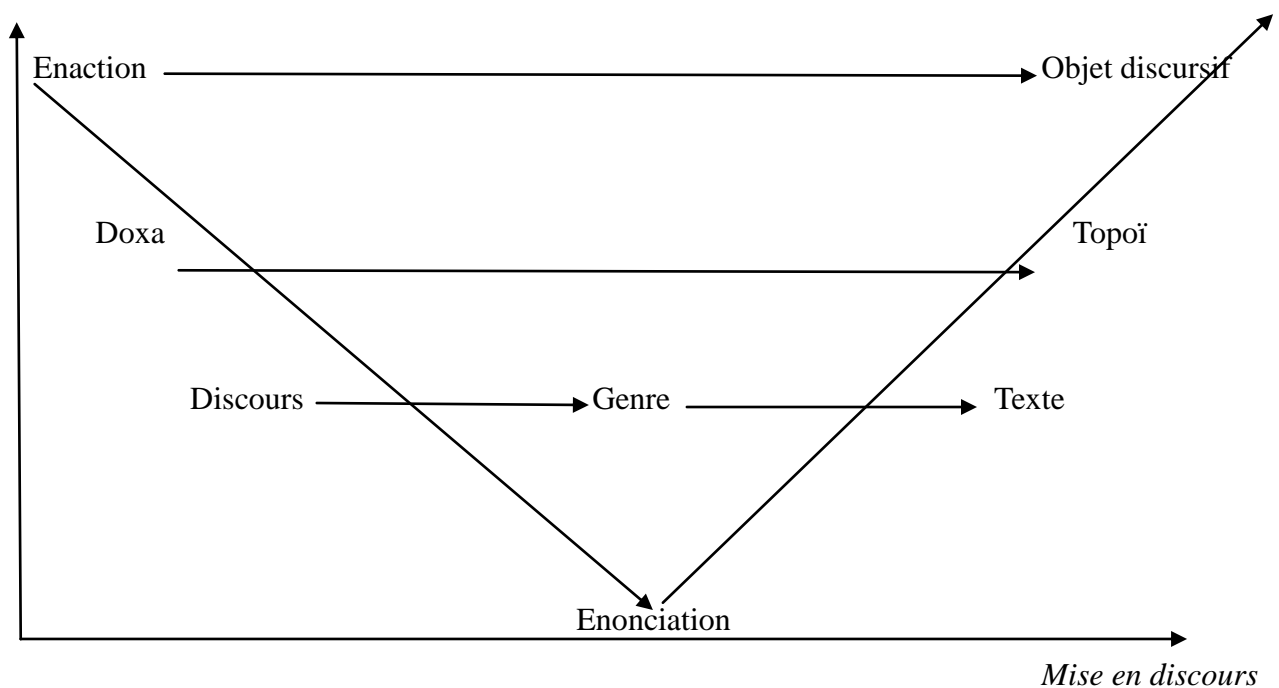 Enaction Objet discursif
Doxa Topoï
Discours Genre Texte
Enonciation
Mise en discours